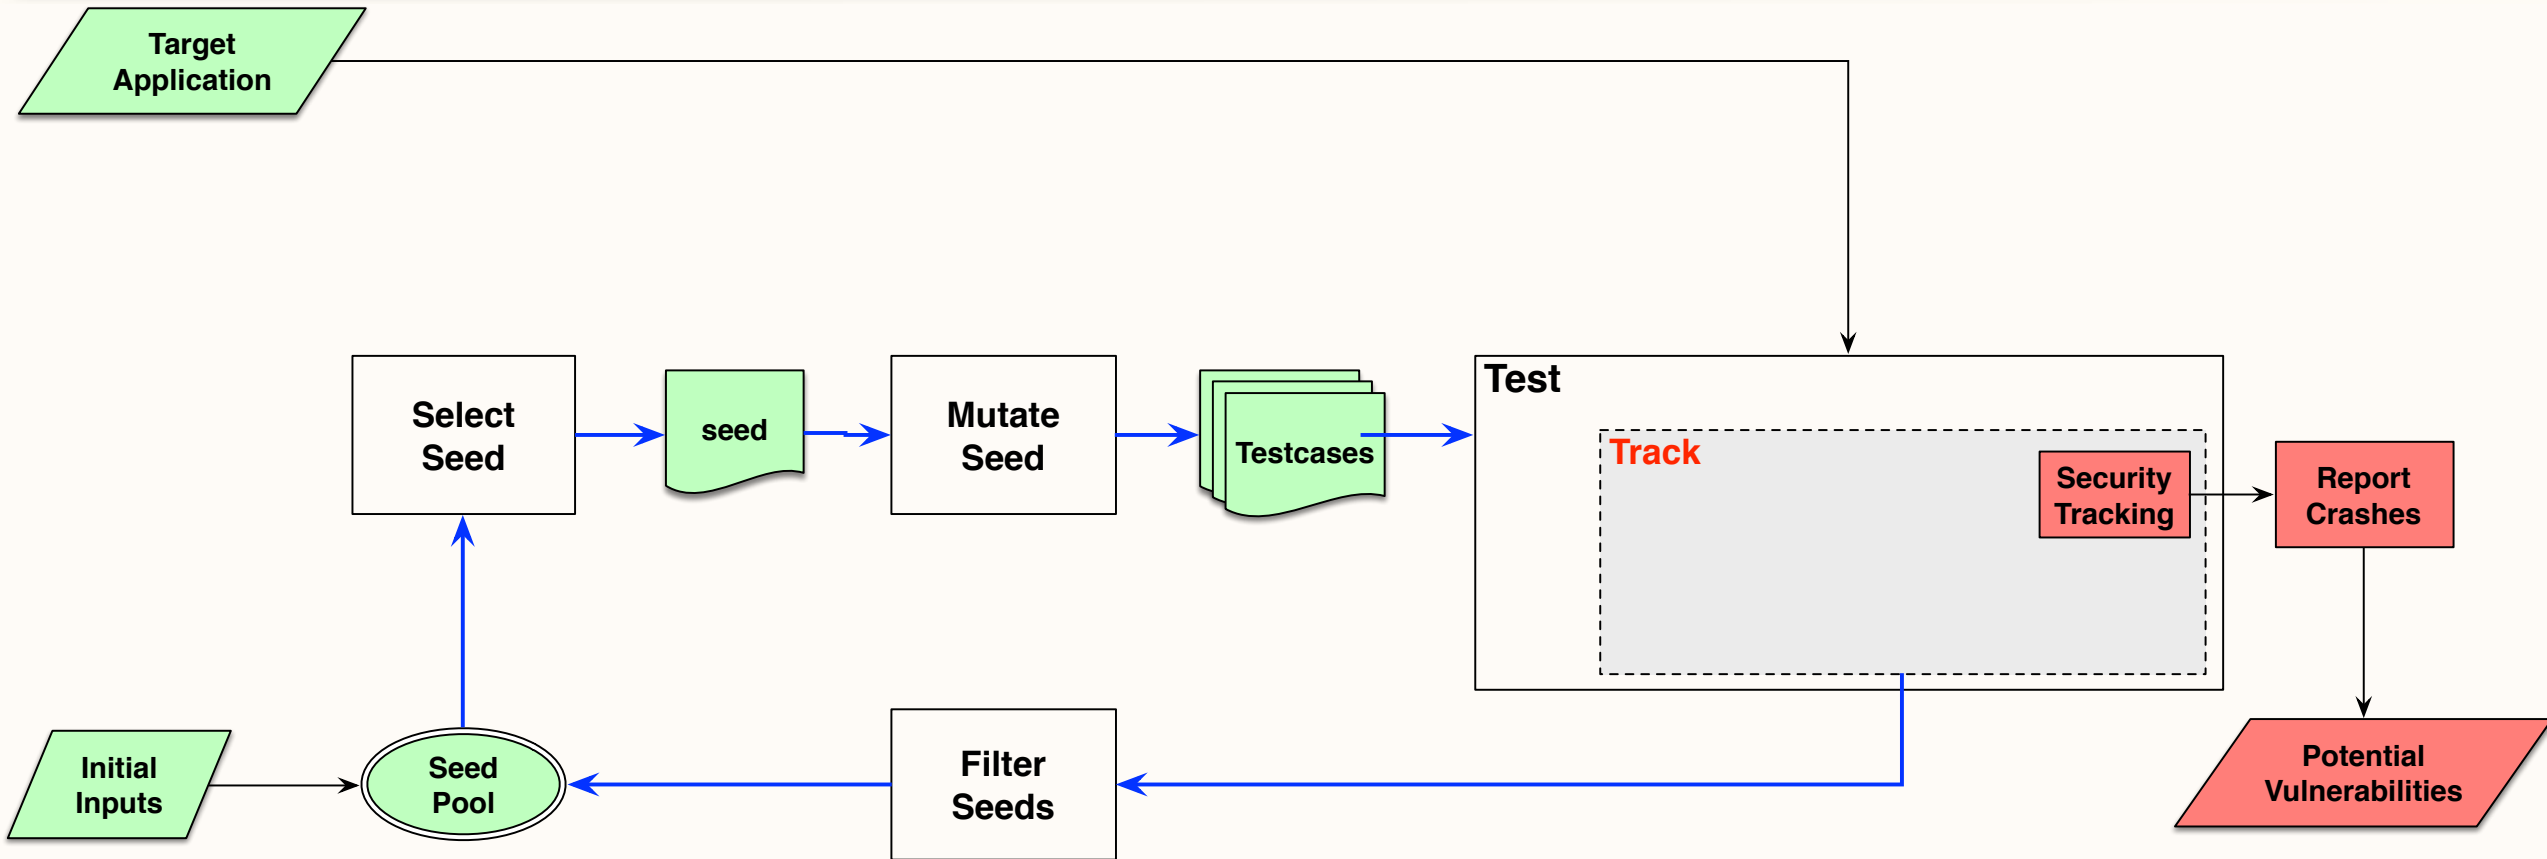 Target
Application
Select
Seed
seed
Mutate
Seed
Testcases
Test
Track
Security
Tracking
Report
Crashes
Initial
Inputs
Seed
Pool
Filter
Seeds
Potential
Vulnerabilities